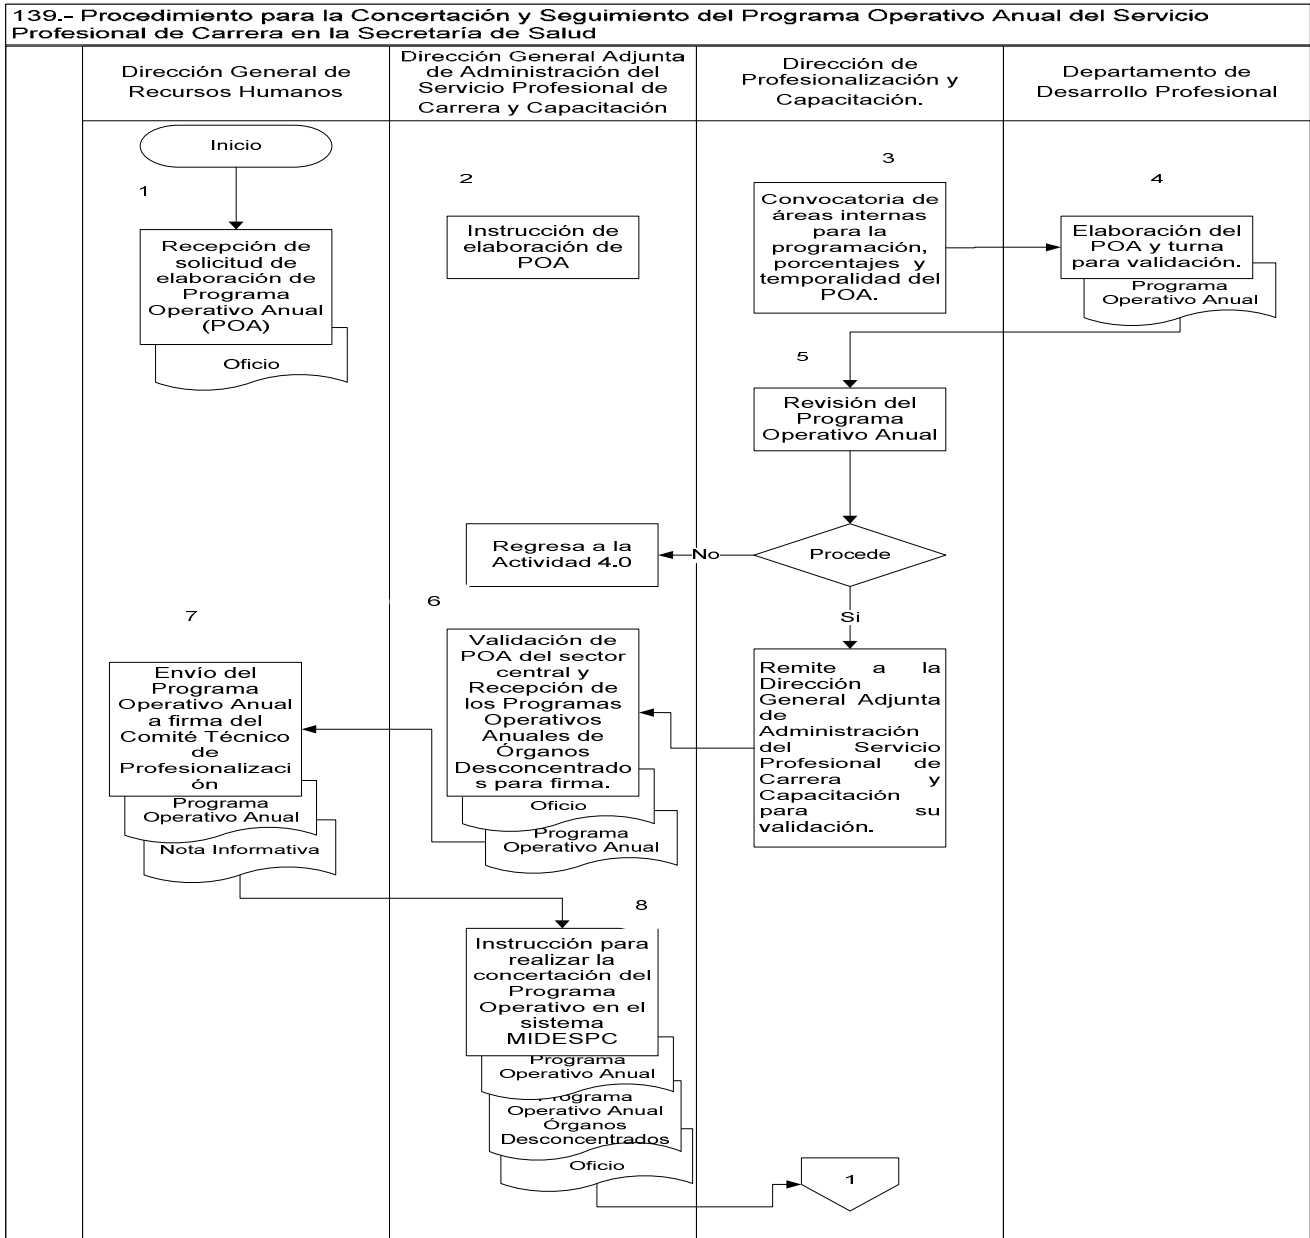 139.- Procedimiento para la Concertación y Seguimiento del Programa Operativo Anual del Servicio
Profesional de Carrera en la Secretaría de Salud
Dirección General de
Recursos Humanos
Dirección General Adjunta
de Administración del
Servicio Profesional de
Carrera y Capacitación
Dirección de
Profesionalización y
Capacitación.
Departamento de
Desarrollo Profesional
Inicio
1
Recepción de
solicitud de
elaboración de
Programa
Operativo Anual
(POA)
Oficio
2
Instrucción de
elaboración de
POA
3
Convocatoria de
áreas internas
para la
programación,
porcentajes y
temporalidad del
POA.
4
Elaboración del
POA y turna
para validación.
Programa
Operativo Anual
5
Revisión del
Programa
Operativo Anual
Procede
No
Regresa a la
Actividad 4.0
Si
Remite a la
Dirección
General Adjunta
de
Administración
del Servicio
Profesional de
Carrera y
Capacitación
para su
validación.
6
Validación de
POA del sector
central y
Recepción de
los Programas
Operativos
Anuales de
Órganos
Desconcentrado
s para firma.
Oficio
Programa
Operativo Anual
7
Envío del
Programa
Operativo Anual
a firma del
Comité Técnico
de
Profesionalizaci
ón
Programa
Operativo Anual
Nota Informativa
8
Instrucción para
realizar la
concertación del
Programa
Operativo en el
sistema
MIDESPC
Programa
Operativo Anual
Programa
Operativo Anual
Órganos
Desconcentrados
Oficio
1